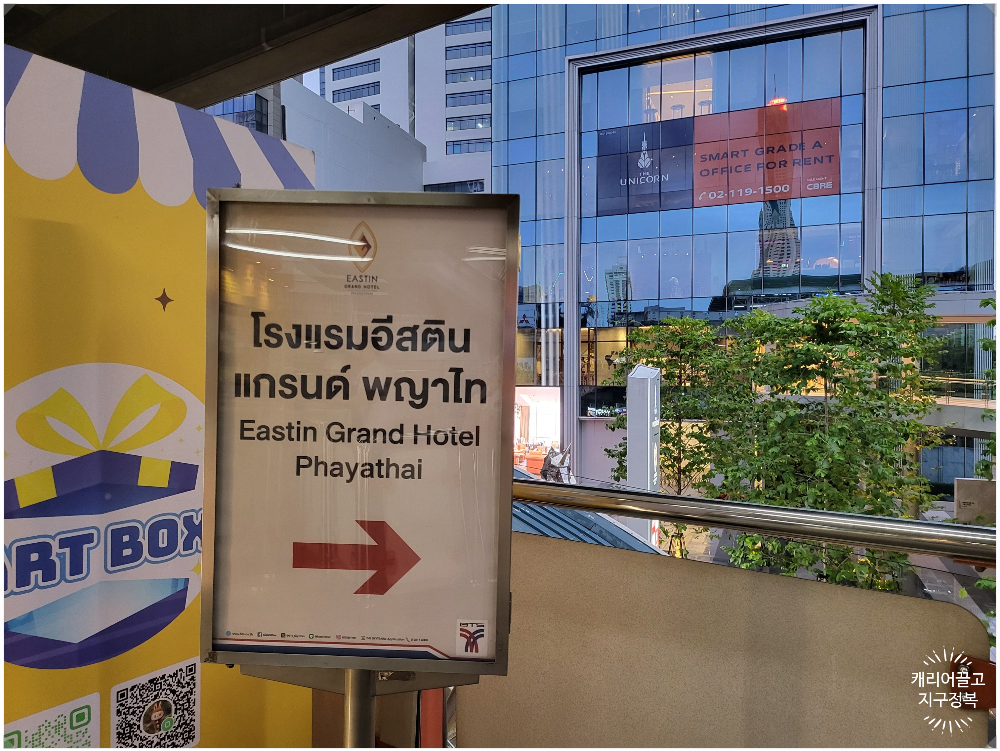 EASTIN
GRAND HOTEL
โรงแรมอีสติน
แกรนด์ พญาไท
Eastin Grand Hotel
Phayathai
BTS
ART BOX
THE
UNICORN
SMART GRADE A
OFFICE FOR RENT
02-119-1500
CBRE
캐리어끌고
지구정복